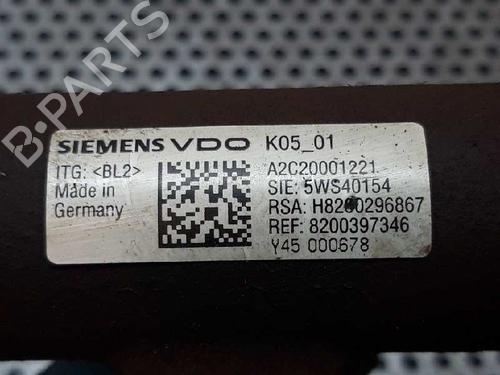 SIEMENS VDO K05_01
ITG: <BL2>
Made in
Germany
A2C20001221
SIE: 5WS40154
RSA: H8200296867
REF: 8200397346
Y45 000678
B-PARTS